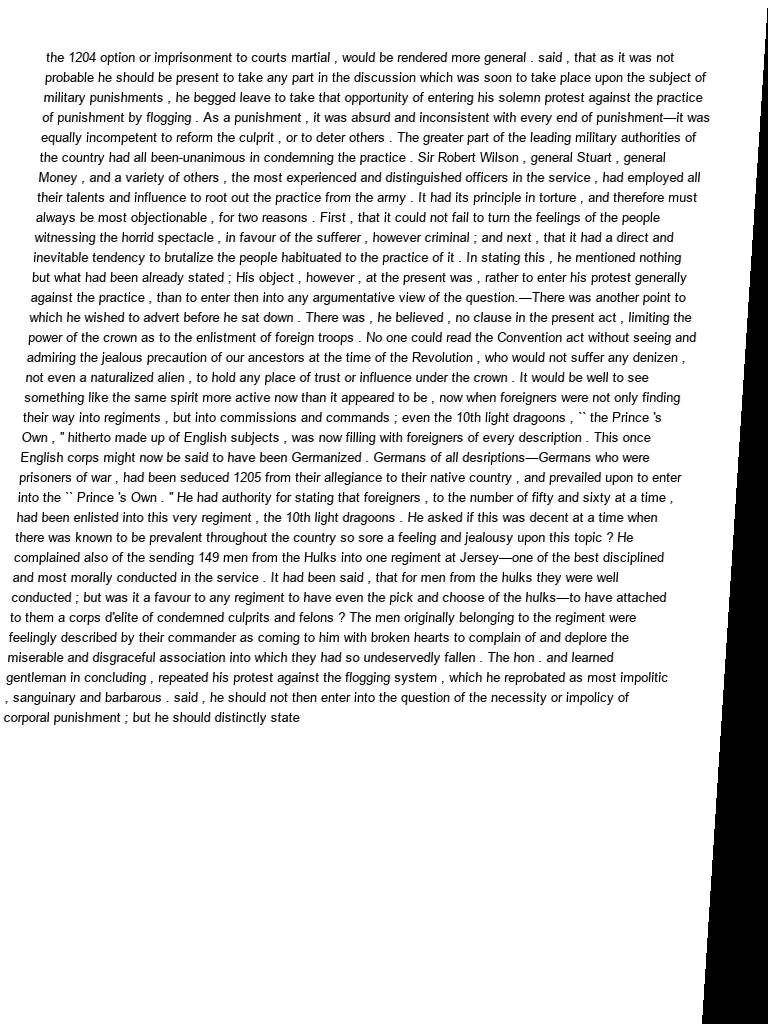 the 1204 option or imprisonment to courts martial , would be rendered more general . said , that as it was not
probable he should be present to take any part in the discussion which was soon to take place upon the subject of
military punishments , he begged leave to take that opportunity of entering his solemn protest against the practice
of punishment by flogging . As a punishment , it was absurd and inconsistent with every end of punishment—it was
equally incompetent to reform the culprit , or to deter others . The greater part of the leading military authorities of
the country had all been-unanimous in condemning the practice . Sir Robert Wilson , general Stuart , general
Money , and a variety of others , the most experienced and distinguished officers in the service , had employed all
their talents and influence to root out the practice from the army . It had its principle in torture , and therefore must
always be most objectionable , for two reasons . First , that it could not fail to turn the feelings of the people
witnessing the horrid spectacle , in favour of the sufferer , however criminal ; and next , that it had a direct and
inevitable tendency to brutalize the people habituated to the practice of it . In stating this , he mentioned nothing
but what had been already stated ; His object , however , at the present was , rather to enter his protest generally
against the practice , than to enter then into any argumentative view of the question.—There was another point to
which he wished to advert before he sat down . There was , he believed , no clause in the present act , limiting the
power of the crown as to the enlistment of foreign troops . No one could read the Convention act without seeing and
admiring the jealous precaution of our ancestors at the time of the Revolution , who would not suffer any denizen ,
not even a naturalized alien , to hold any place of trust or influence under the crown . It would be well to see
something like the same spirit more active now than it appeared to be , now when foreigners were not only finding
their way into regiments , but into commissions and commands ; even the 10th light dragoons , `` the Prince 's
Own , " hitherto made up of English subjects , was now filling with foreigners of every description . This once
English corps might now be said to have been Germanized . Germans of all desriptions—Germans who were
prisoners of war , had been seduced 1205 from their allegiance to their native country , and prevailed upon to enter
into the `` Prince 's Own . " He had authority for stating that foreigners , to the number of fifty and sixty at a time ,
had been enlisted into this very regiment , the 10th light dragoons . He asked if this was decent at a time when
there was known to be prevalent throughout the country so sore a feeling and jealousy upon this topic ? He
complained also of the sending 149 men from the Hulks into one regiment at Jersey—one of the best disciplined
and most morally conducted in the service . It had been said , that for men from the hulks they were well
conducted ; but was it a favour to any regiment to have even the pick and choose of the hulks—to have attached
to them a corps d'elite of condemned culprits and felons ? The men originally belonging to the regiment were
feelingly described by their commander as coming to him with broken hearts to complain of and deplore the
miserable and disgraceful association into which they had so undeservedly fallen . The hon . and learned
gentleman in concluding , repeated his protest against the flogging system , which he reprobated as most impolitic
, sanguinary and barbarous . said , he should not then enter into the question of the necessity or impolicy of
corporal punishment ; but he should distinctly state